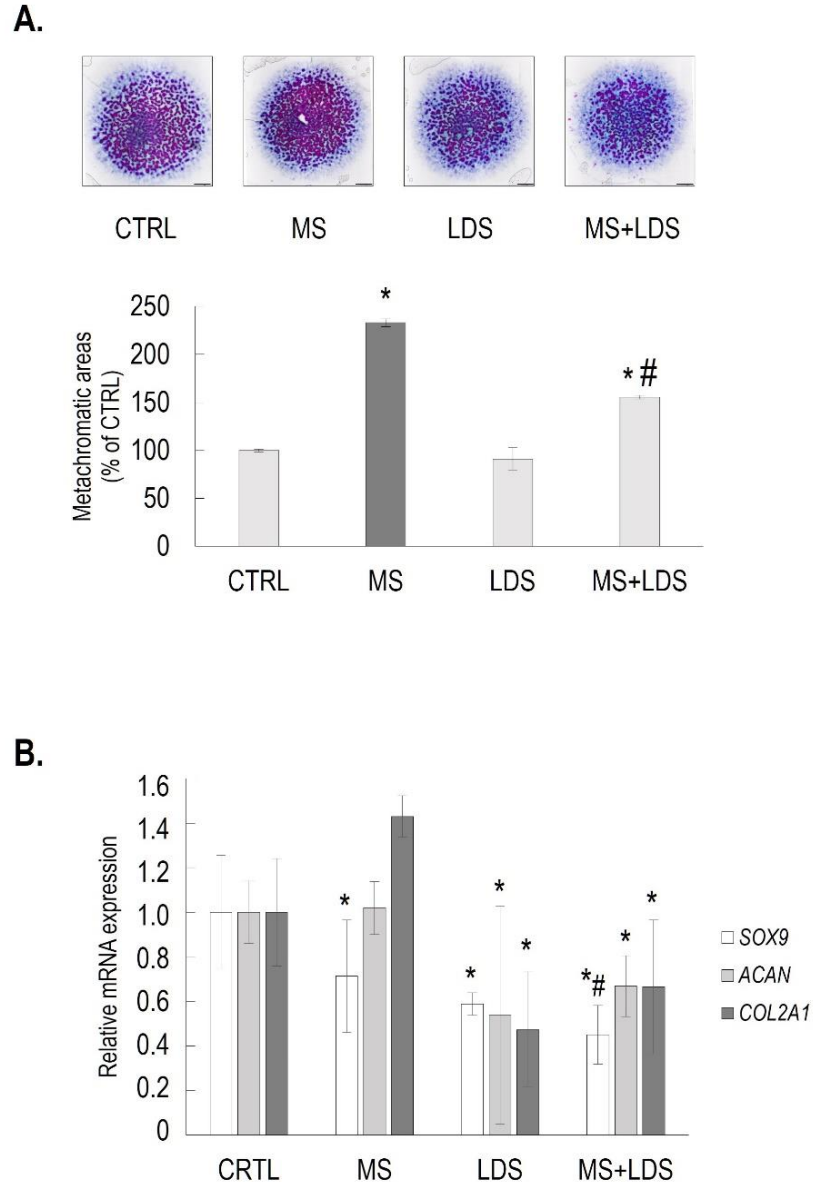 A.
CTRL MS LDS MS+LDS
Metachromatic areas
(% of CTRL)
250
200
150
100
50
0
*
* #
CTRL MS LDS MS+LDS
B.
Relative mRNA expression
1.6
1.4
1.2
1.0
0.8
0.6
0.4
0.2
0
*
*
*
*
*#
*
*
SOX9
ACAN
COL2A1
CRTL MS LDS MS+LDS